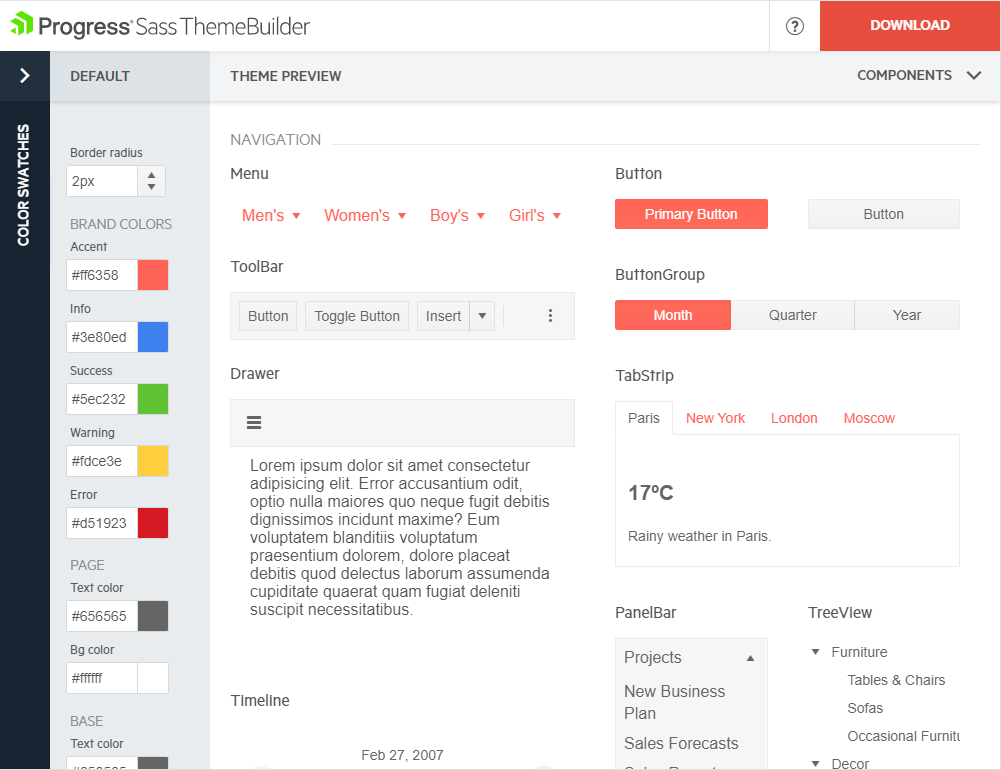 Progress Sass ThemeBuilder
DOWNLOAD
COLOR SWATCHES
DEFAULT
Border radius
2px
BRAND COLORS
Accent
#ff6358
Info
#3e80ed
Success
#5ec232
Warning
#fdce3e
Error
#d51923
PAGE
Text color
#656565
Bg color
#ffffff
BASE
Text color
THEME PREVIEW
COMPONENTS
NAVIGATION
Menu
Men's Women's Boy's Girl's
ToolBar
Button Toggle Button Insert
Drawer
Lorem ipsum dolor sit amet consectetur
adipisicing elit. Error accusantium odit,
optio nulla maiores quo neque fugit debitis
dignissimos incidunt maxime? Eum
voluptatem blanditiis voluptatum
praesentium dolorem, dolore placeat
debitis quod delectus laborum assumenda
cupiditate quaerat quam fugiat deleniti
suscipit necessitatibus.
Timeline
Feb 27, 2007
Button
Primary Button Button
ButtonGroup
Month Quarter Year
TabStrip
Paris New York London Moscow
17ºC
Rainy weather in Paris.
PanelBar
Projects
New Business
Plan
Sales Forecasts
TreeView
Furniture
Tables & Chairs
Sofas
Occasional Furnitu
Decor